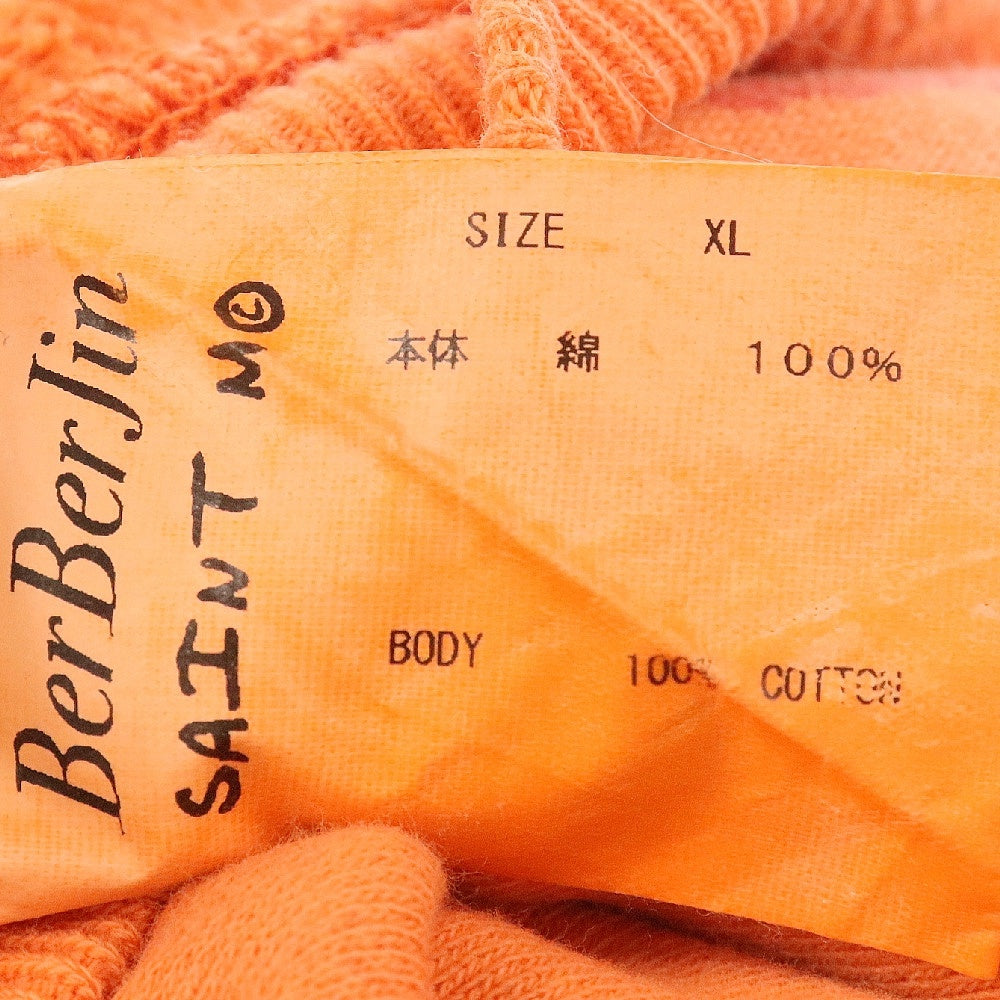 BerBerJin
SAINT M©
SIZE XL
本体 綿 100%
BODY 100% COTTON